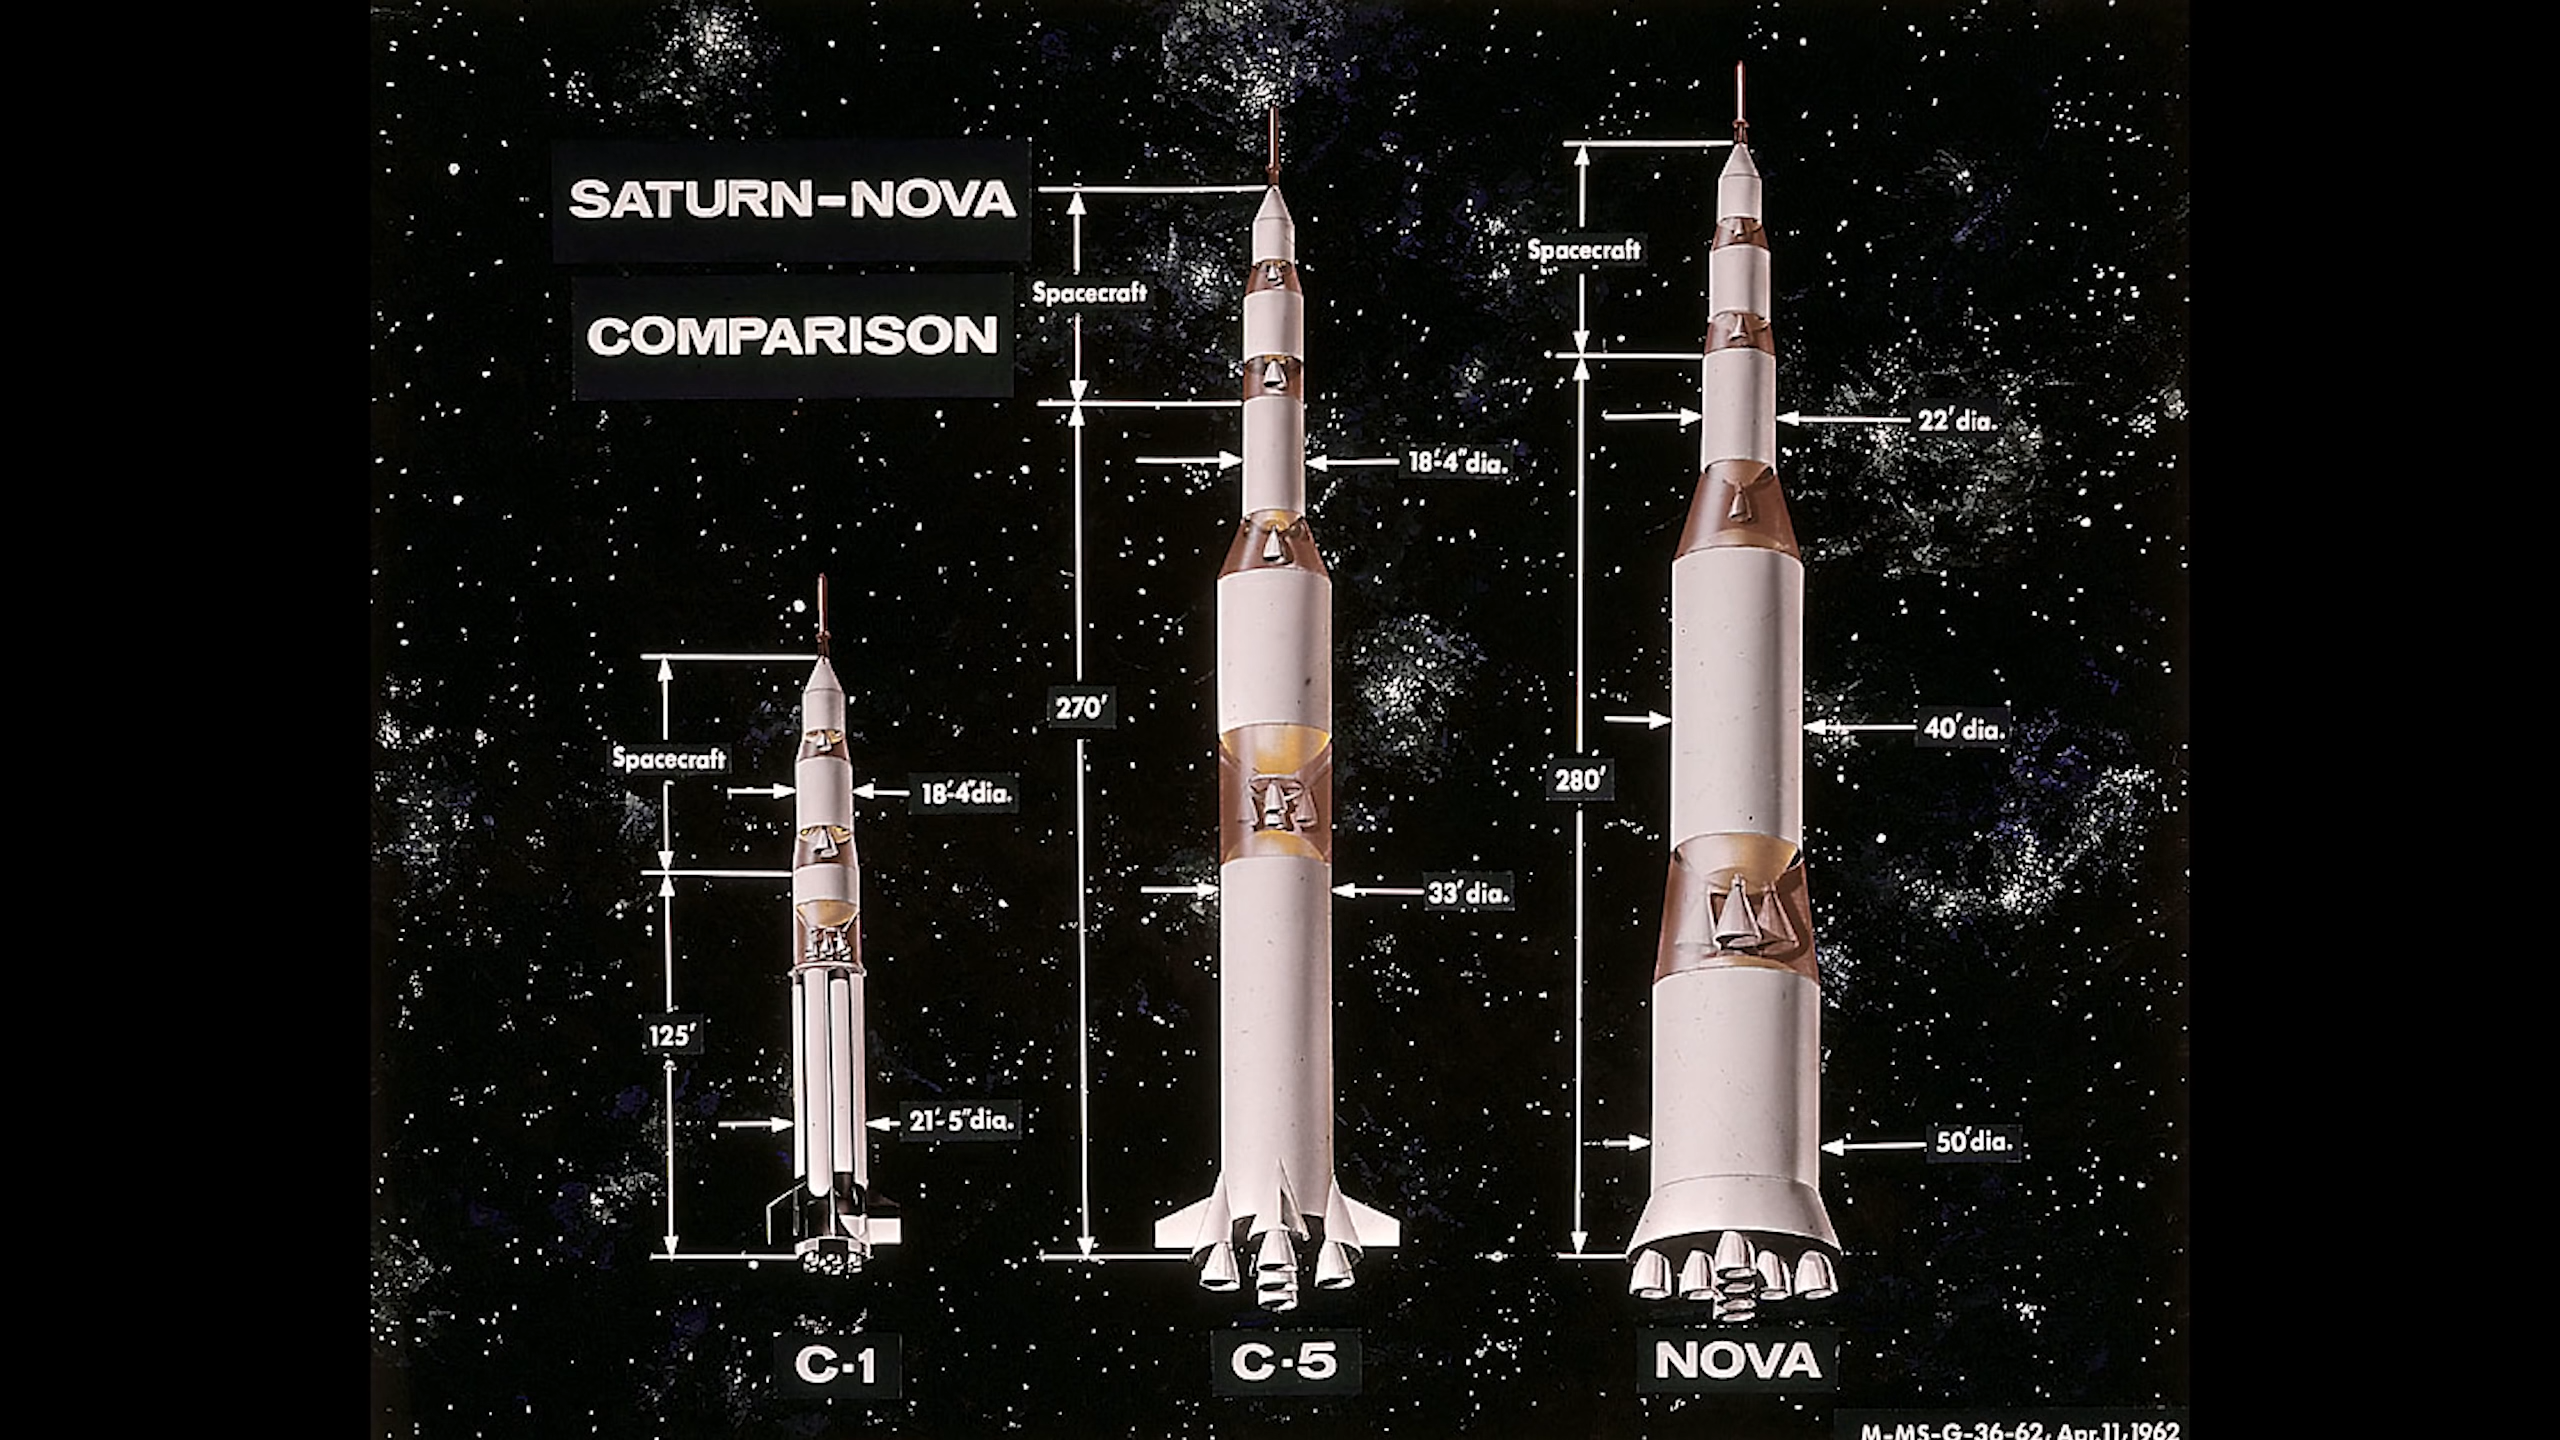 SATURN-NOVA
COMPARISON
Spacecraft
18'-4"dia.
125'
21'-5"dia.
C-1
Spacecraft
18'-4"dia.
270'
33'dia.
C-5
Spacecraft
22'dia.
40'dia.
280'
50'dia.
NOVA
M-MS-G-36-62, Apr.11,1962